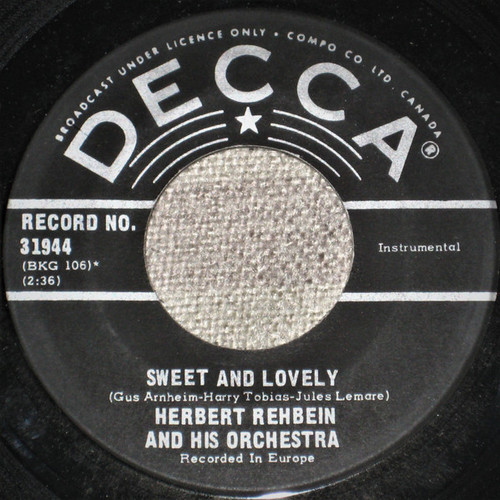 BROADCAST UNDER LICENCE ONLY • COMPO CO LTD. CANADA
DECCA®
RECORD NO.
31944
(BKG 106)*
(2:36)
Instrumental
SWEET AND LOVELY
(Gus Arnheim-Harry Tobias-Jules Lemare)
HERBERT REHBEIN
AND HIS ORCHESTRA
Recorded In Europe